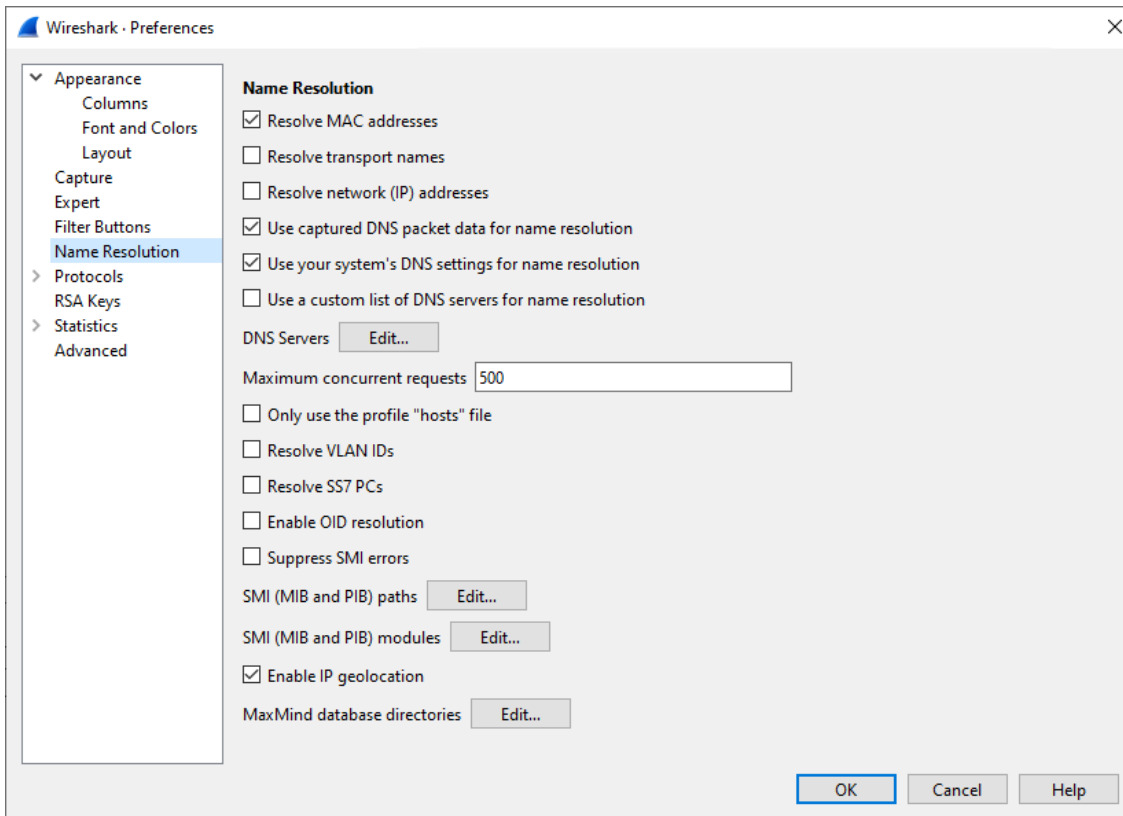 Wireshark · Preferences
Appearance
Columns
Font and Colors
Layout
Capture
Expert
Filter Buttons
Name Resolution
Protocols
RSA Keys
Statistics
Advanced
Name Resolution
Resolve MAC addresses
Resolve transport names
Resolve network (IP) addresses
Use captured DNS packet data for name resolution
Use your system's DNS settings for name resolution
Use a custom list of DNS servers for name resolution
DNS Servers Edit...
Maximum concurrent requests 500
Only use the profile "hosts" file
Resolve VLAN IDs
Resolve SS7 PCs
Enable OID resolution
Suppress SMI errors
SMI (MIB and PIB) paths Edit...
SMI (MIB and PIB) modules Edit...
Enable IP geolocation
MaxMind database directories Edit...
OK Cancel Help